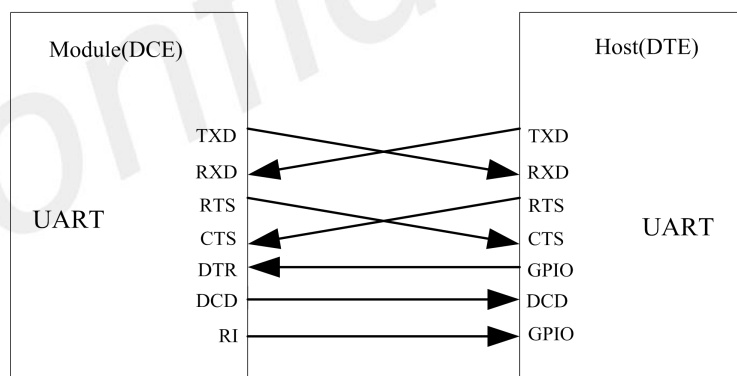 Module(DCE)
Host(DTE)
TXD
TXD
RXD
RXD
RTS
RTS
UART
UART
CTS
CTS
DTR
GPIO
DCD
DCD
RI
GPIO